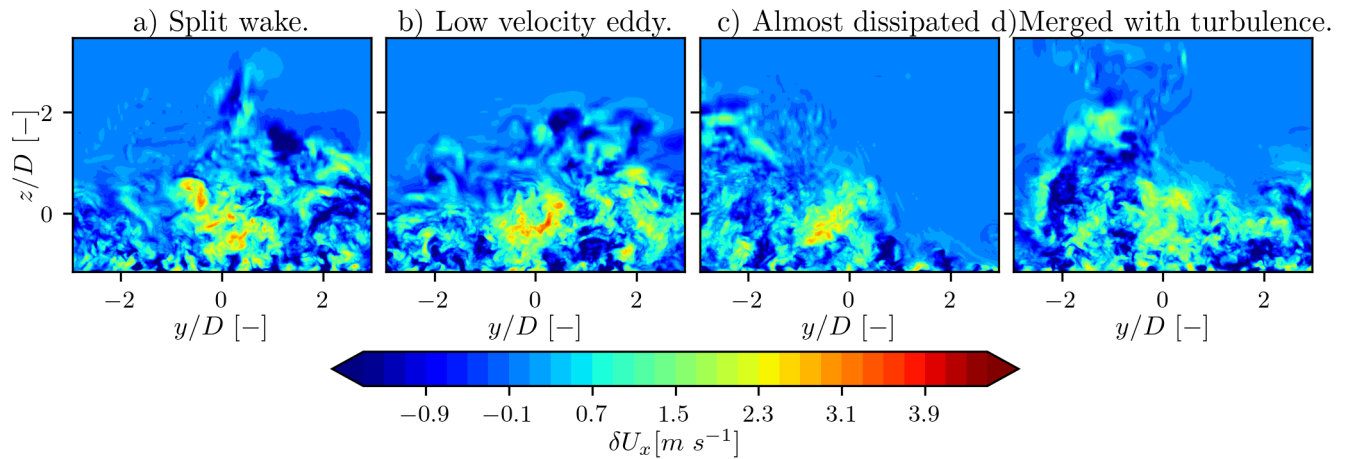 a) Split wake.
b) Low velocity eddy.
c) Almost dissipated
d)Merged with turbulence.
z/D [−]
2
0
−2 0 2
−2 0 2
−2 0 2
−2 0 2
y/D [−]
y/D [−]
y/D [−]
y/D [−]
−0.9 −0.1 0.7 1.5 2.3 3.1 3.9
δUₓ[m s⁻¹]